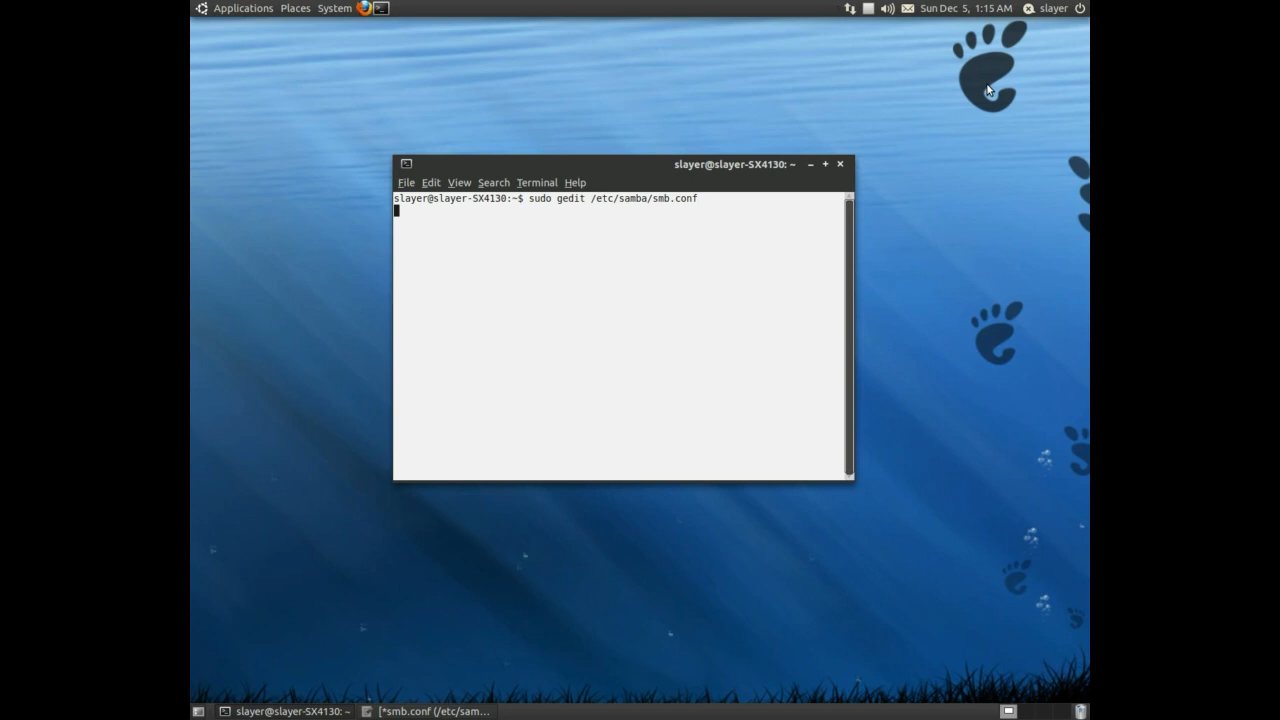 Applications Places System
Sun Dec 5, 1:15 AM slayer
slayer@slayer-SX4130: ~
File Edit View Search Terminal Help
slayer@slayer-SX4130:~$ sudo gedit /etc/samba/smb.conf
slayer@slayer-SX4130: ~
[*smb.conf (/etc/sam...